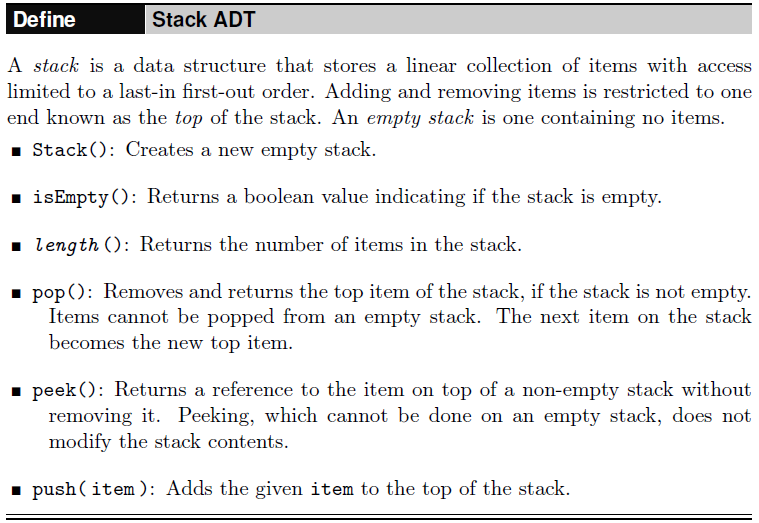 Define Stack ADT
A stack is a data structure that stores a linear collection of items with access
limited to a last-in first-out order. Adding and removing items is restricted to one
end known as the top of the stack. An empty stack is one containing no items.
■ Stack(): Creates a new empty stack.
■ isEmpty(): Returns a boolean value indicating if the stack is empty.
■ length(): Returns the number of items in the stack.
■ pop(): Removes and returns the top item of the stack, if the stack is not empty.
Items cannot be popped from an empty stack. The next item on the stack
becomes the new top item.
■ peek(): Returns a reference to the item on top of a non-empty stack without
removing it. Peeking, which cannot be done on an empty stack, does not
modify the stack contents.
■ push( item ): Adds the given item to the top of the stack.